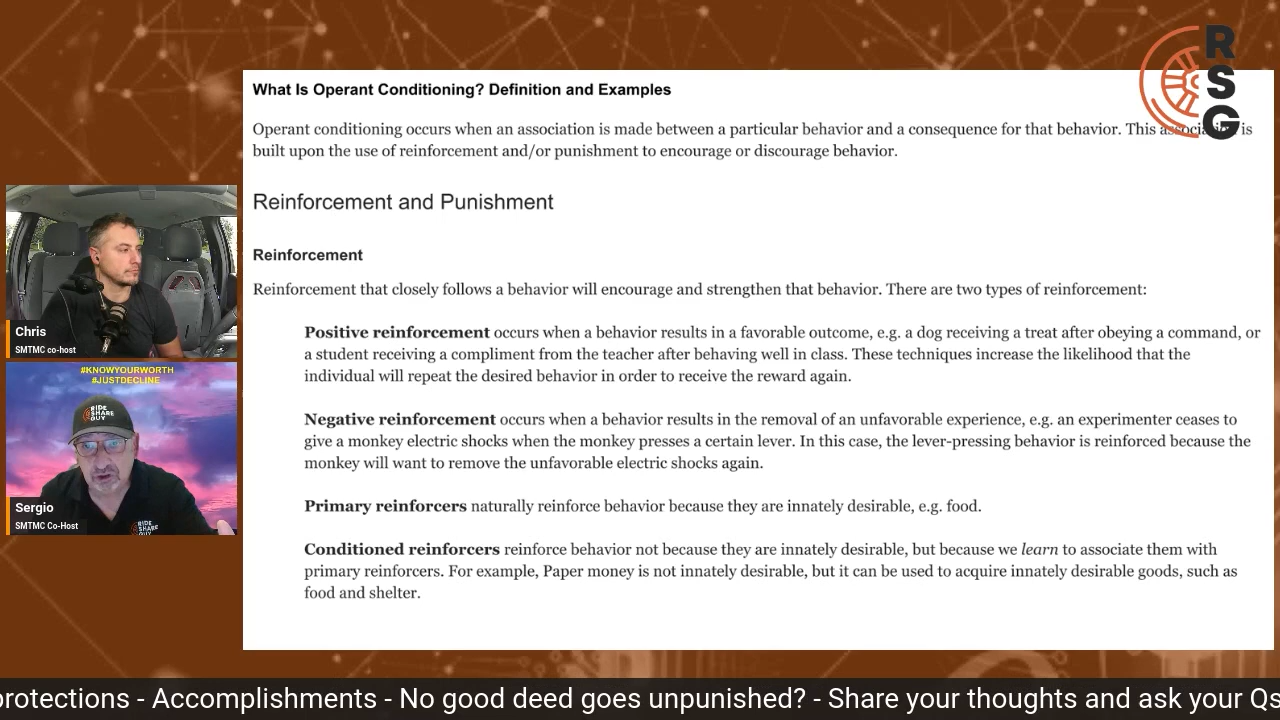 R
S
G
What Is Operant Conditioning? Definition and Examples
Operant conditioning occurs when an association is made between a particular behavior and a consequence for that behavior. This association is
built upon the use of reinforcement and/or punishment to encourage or discourage behavior.
Reinforcement and Punishment
Reinforcement
Reinforcement that closely follows a behavior will encourage and strengthen that behavior. There are two types of reinforcement:
Positive reinforcement occurs when a behavior results in a favorable outcome, e.g. a dog receiving a treat after obeying a command, or
a student receiving a compliment from the teacher after behaving well in class. These techniques increase the likelihood that the
individual will repeat the desired behavior in order to receive the reward again.
Negative reinforcement occurs when a behavior results in the removal of an unfavorable experience, e.g. an experimenter ceases to
give a monkey electric shocks when the monkey presses a certain lever. In this case, the lever-pressing behavior is reinforced because the
monkey will want to remove the unfavorable electric shocks again.
Primary reinforcers naturally reinforce behavior because they are innately desirable, e.g. food.
Conditioned reinforcers reinforce behavior not because they are innately desirable, but because we learn to associate them with
primary reinforcers. For example, Paper money is not innately desirable, but it can be used to acquire innately desirable goods, such as
food and shelter.
Chris
SMTMC co-host
#KNOWYOURWORTH
#JUSTDECLINE
RIDE
SHARE
GUY
Sergio
SMTMC Co-Host
RIDE
SHARE
GUY
protections - Accomplishments - No good deed goes unpunished? - Share your thoughts and ask your Qs